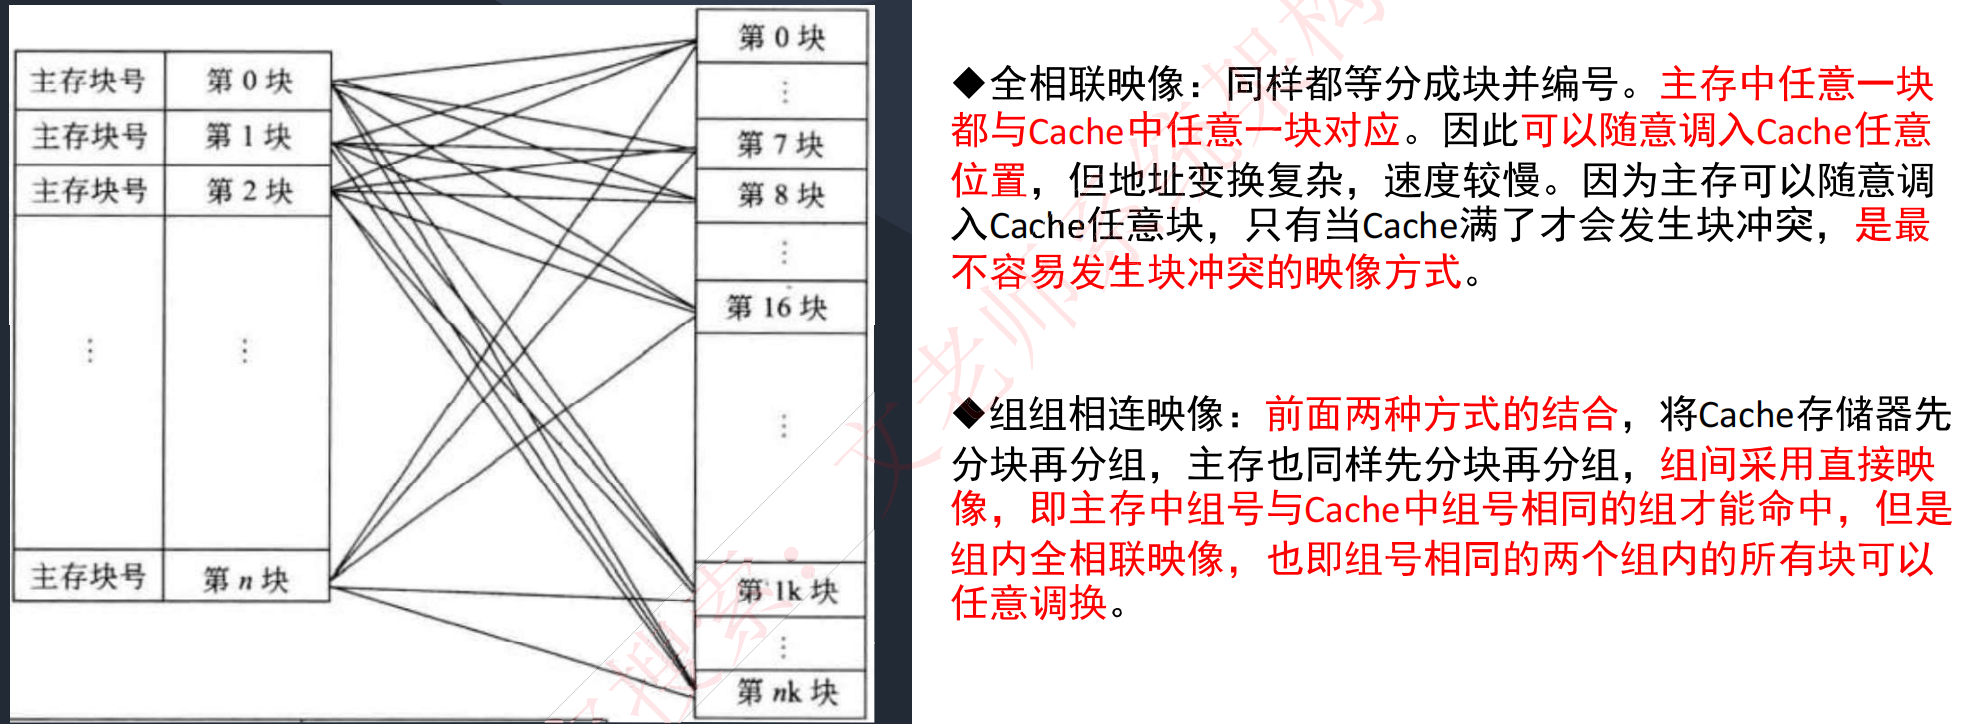 主存块号 第 0 块
主存块号 第 1 块
主存块号 第 2 块
⋮ ⋮
主存块号 第 n 块
第 0 块
⋮
第 7 块
第 8 块
⋮
第 16 块
⋮
第 1k 块
⋮
第 nk 块
◆全相联映像：同样都等分成块并编号。主存中任意一块
都与Cache中任意一块对应。因此可以随意调入Cache任意
位置，但地址变换复杂，速度较慢。因为主存可以随意调
入Cache任意块，只有当Cache满了才会发生块冲突，是最
不容易发生块冲突的映像方式。
◆组组相连映像：前面两种方式的结合，将Cache存储器先
分块再分组，主存也同样先分块再分组，组间采用直接映
像，即主存中组号与Cache中组号相同的组才能命中，但是
组内全相联映像，也即组号相同的两个组内的所有块可以
任意调换。
搜索：文老师系统架构